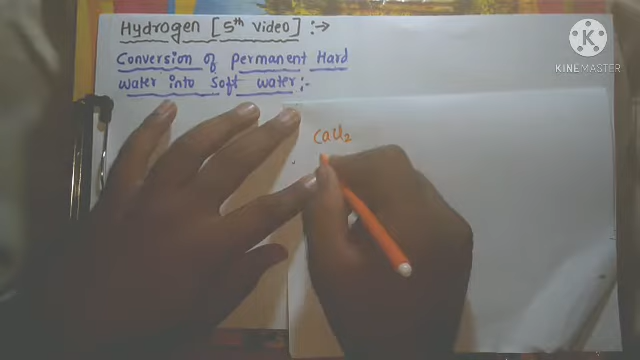 Hydrogen [5th Video] :→
Conversion of permanent Hard
water into Soft water :-
CaCl2
KINEMASTER